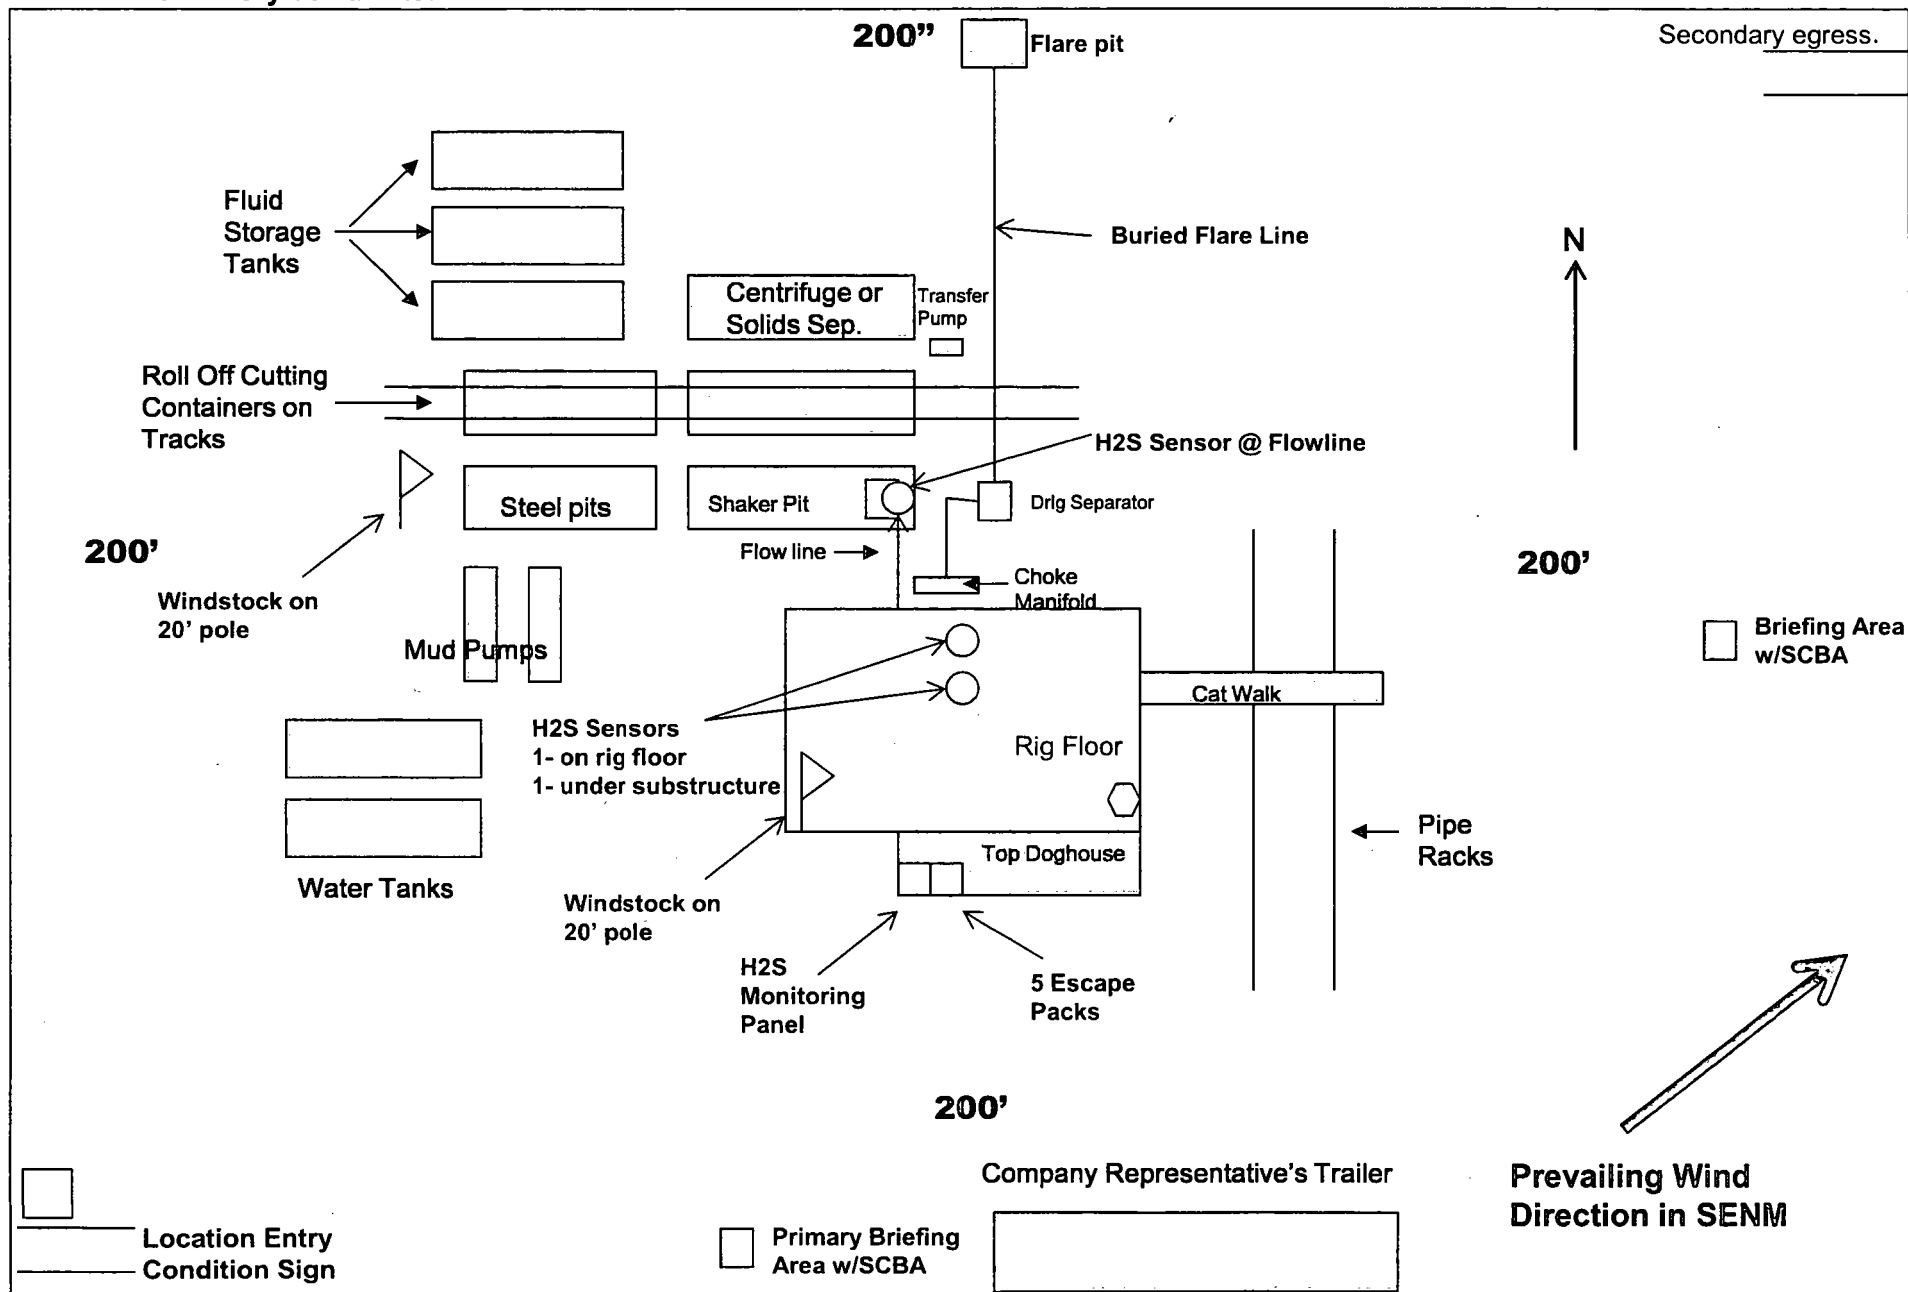 200”
Flare pit
Secondary egress.
Fluid
Storage
Tanks
Buried Flare Line
N
Centrifuge or
Solids Sep.
Transfer
Pump
Roll Off Cutting
Containers on
Tracks
H2S Sensor @ Flowline
Steel pits
Shaker Pit
Drlg Separator
200’
Flow line
200’
Windstock on
20’ pole
Choke
Manifold
Mud Pumps
Briefing Area
w/SCBA
Cat Walk
H2S Sensors
1- on rig floor
1- under substructure
Rig Floor
Pipe
Racks
Top Doghouse
Water Tanks
Windstock on
20’ pole
H2S
Monitoring
Panel
5 Escape
Packs
200’
Company Representative’s Trailer
Prevailing Wind
Direction in SENM
Location Entry
Condition Sign
Primary Briefing
Area w/SCBA